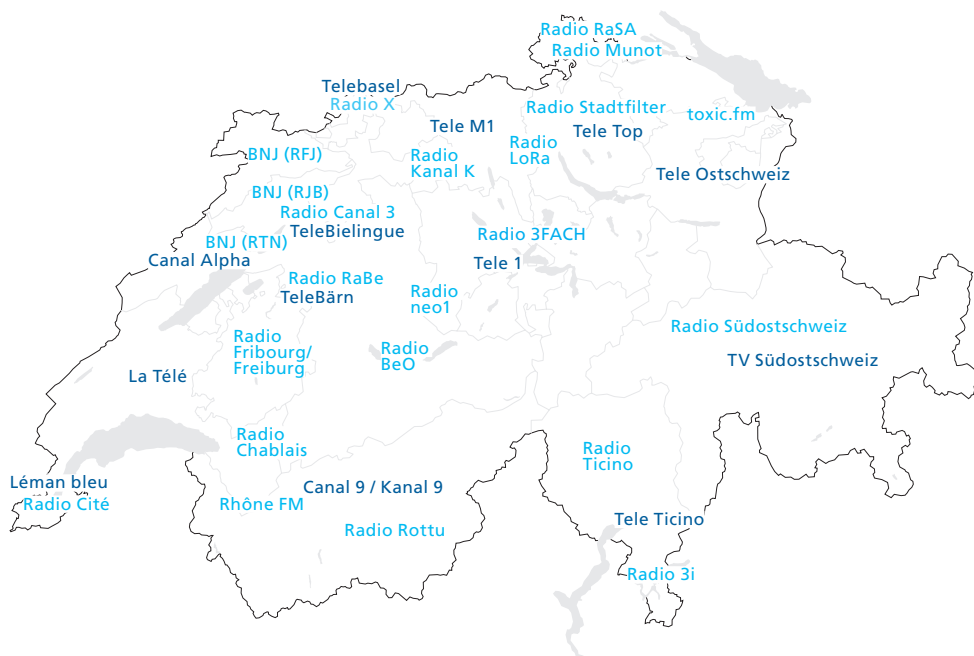 Radio RaSA
Radio Munot
Telebasel
Radio X
Radio Stadtfilter
toxic.fm
Tele M1
Tele Top
BNJ (RFJ)
Radio
Kanal K
Radio
LoRa
Tele Ostschweiz
BNJ (RJB)
Radio Canal 3
TeleBielingue
BNJ (RTN)
Canal Alpha
Radio 3FACH
Tele 1
Radio RaBe
TeleBärn
Radio
neo1
Radio
Fribourg/
Freiburg
Radio
BeO
Radio Südostschweiz
TV Südostschweiz
La Télé
Radio
Chablais
Radio
Ticino
Léman bleu
Radio Cité
Canal 9 / Kanal 9
Rhône FM
Radio Rottu
Tele Ticino
Radio 3i